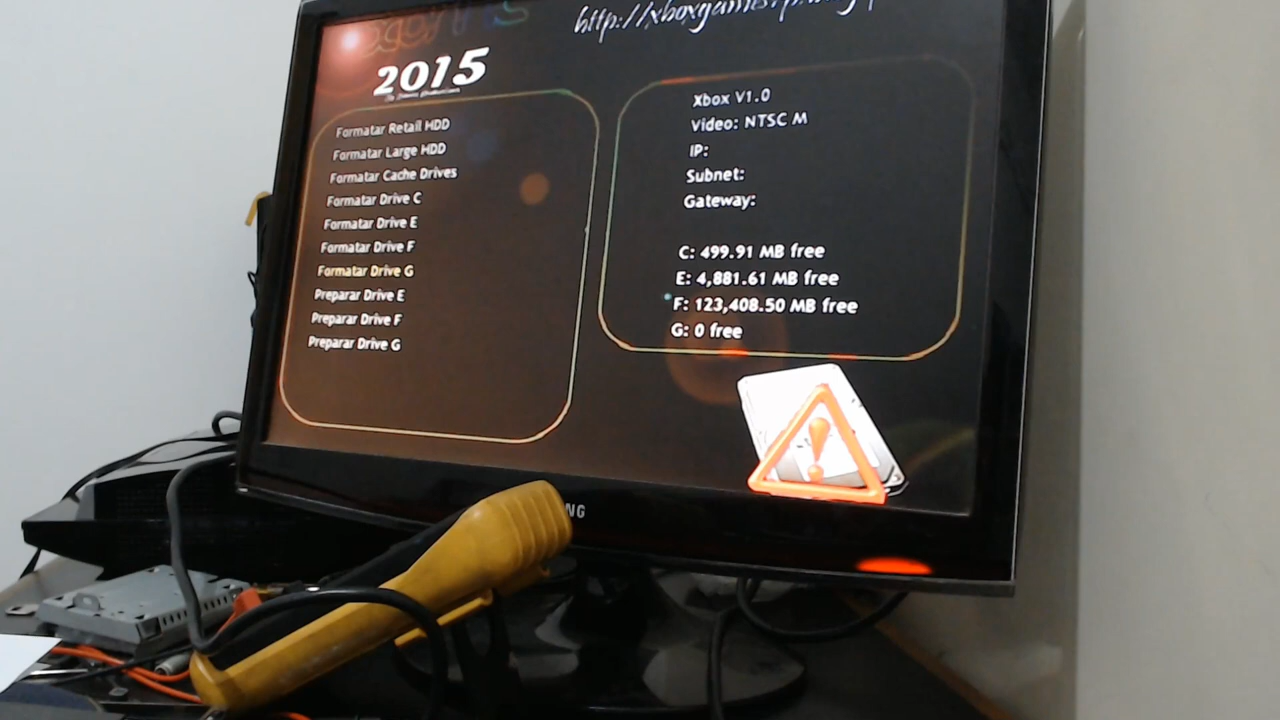 2015
Formatar Retail HDD
Formatar Large HDD
Formatar Cache Drives
Formatar Drive C
Formatar Drive E
Formatar Drive F
Formatar Drive G
Preparar Drive E
Preparar Drive F
Preparar Drive G
Xbox V1.0
Video: NTSC M
IP:
Subnet:
Gateway:
C: 499.91 MB free
E: 4,881.61 MB free
F: 123,408.50 MB free
G: 0 free
NG